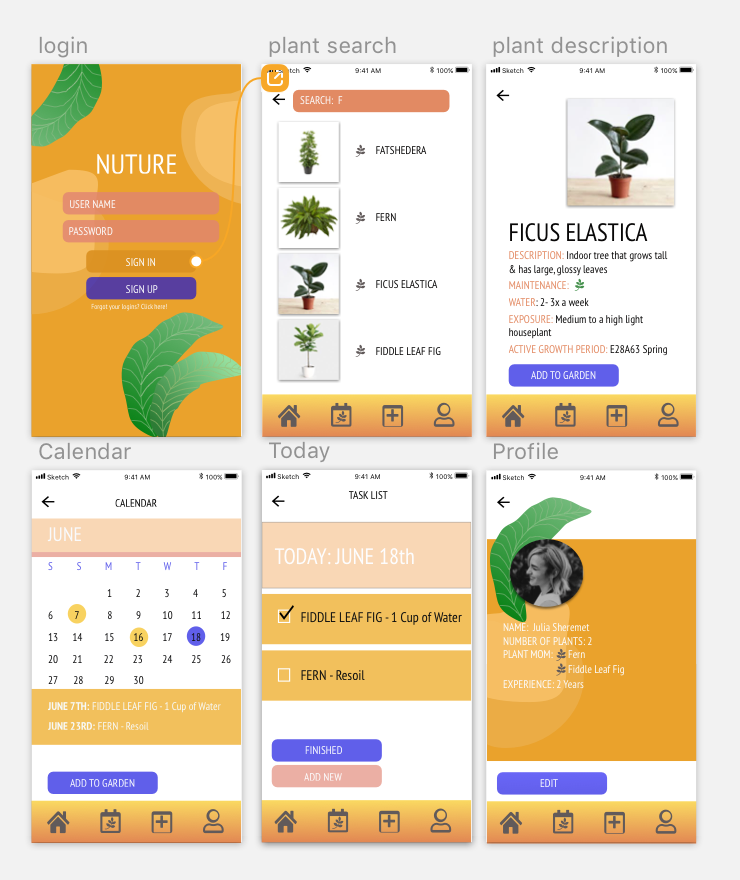 login
NUTURE
USER NAME
PASSWORD
SIGN IN
SIGN UP
Forgot your logins? Click here!
plant search
9:41 AM
100%
SEARCH: F
FATSHEDERA
FERN
FICUS ELASTICA
FIDDLE LEAF FIG
plant description
Sketch
9:41 AM
100%
FICUS ELASTICA
DESCRIPTION: Indoor tree that grows tall
& has large, glossy leaves
MAINTENANCE:
WATER: 2- 3x a week
EXPOSURE: Medium to a high light
houseplant
ACTIVE GROWTH PERIOD: E28A63 Spring
ADD TO GARDEN
Calendar
Sketch
9:41 AM
100%
CALENDAR
JUNE
S S M T W T F
1 2 3 4 5
6 7 8 9 10 11 12
13 14 15 16 17 18 19
20 21 22 23 24 25 26
27 28 29 30
JUNE 7TH: FIDDLE LEAF FIG - 1 Cup of Water
JUNE 23RD: FERN - Resoil
ADD TO GARDEN
Today
Sketch
9:41 AM
100%
TASK LIST
TODAY: JUNE 18th
FIDDLE LEAF FIG - 1 Cup of Water
FERN - Resoil
FINISHED
ADD NEW
Profile
Sketch
9:41 AM
100%
NAME: Julia Sheremet
NUMBER OF PLANTS: 2
PLANT MOM: Fern
Fiddle Leaf Fig
EXPERIENCE: 2 Years
EDIT